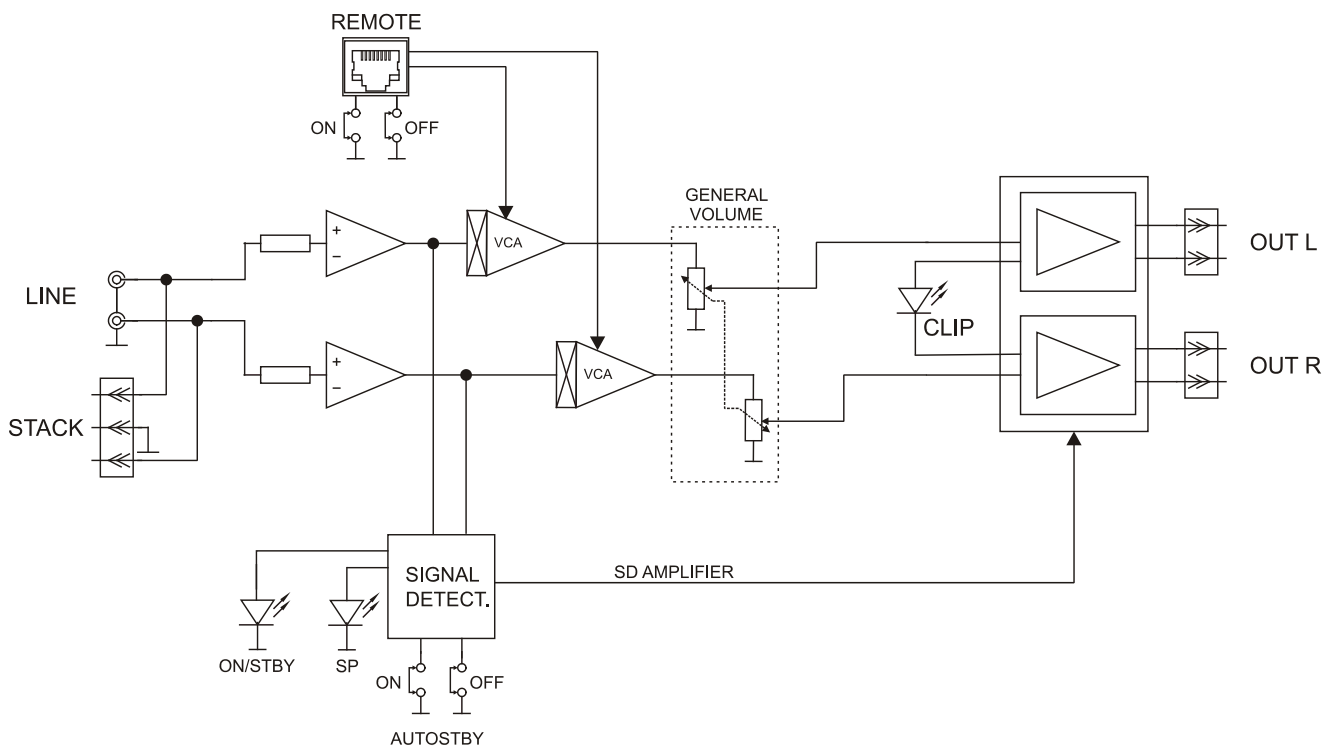 REMOTE
ON
OFF
GENERAL
VOLUME
VCA
LINE
OUT L
CLIP
VCA
OUT R
STACK
SIGNAL
DETECT.
SD AMPLIFIER
ON/STBY
SP
ON
OFF
AUTOSTBY
+
−
+
−